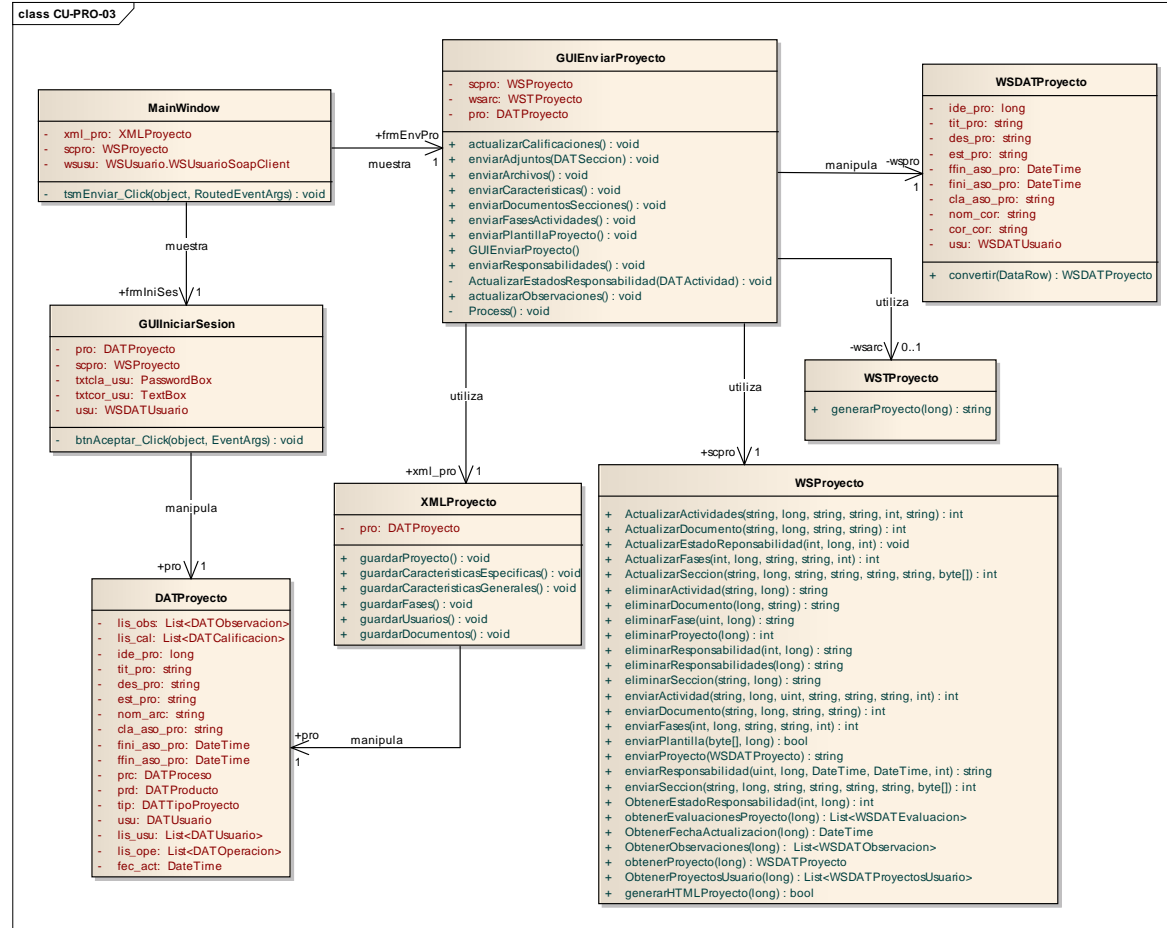 class CU-PRO-03
MainWindow
- xml_pro: XMLProyecto
- scpro: WSProyecto
- wsusu: WSUsuario.WSUsuarioSoapClient
- tsmEnviar_Click(object, RoutedEventArgs) : void
+frmEnvPro
muestra
1
GUIEnviarProyecto
- scpro: WSProyecto
- wsarc: WSTProyecto
- pro: DATProyecto
+ actualizarCalificaciones() : void
+ enviarAdjuntos(DATSeccion) : void
+ enviarArchivos() : void
+ enviarCaracteristicas() : void
+ enviarDocumentosSecciones() : void
+ enviarFasesActividades() : void
+ enviarPlantillaProyecto() : void
+ GUIEnviarProyecto()
+ enviarResponsabilidades() : void
- ActualizarEstadosResponsabilidad(DATActividad) : void
+ actualizarObservaciones() : void
- Process() : void
manipula
-wspro
1
WSDATProyecto
- ide_pro: long
- tit_pro: string
- des_pro: string
- est_pro: string
- ffin_aso_pro: DateTime
- fini_aso_pro: DateTime
- cla_aso_pro: string
- nom_cor: string
- cor_cor: string
- usu: WSDATUsuario
+ convertir(DataRow) : WSDATProyecto
muestra
+frmIniSes
1
GUIIniciarSesion
- pro: DATProyecto
- scpro: WSProyecto
- txtcla_usu: PasswordBox
- txtcor_usu: TextBox
- usu: WSDATUsuario
- btnAceptar_Click(object, EventArgs) : void
utiliza
-wsarc
0..1
WSTProyecto
+ generarProyecto(long) : string
utiliza
+xml_pro
1
utiliza
+scpro
1
manipula
+pro
1
XMLProyecto
- pro: DATProyecto
+ guardarProyecto() : void
+ guardarCaracteristicasEspecificas() : void
+ guardarCaracteristicasGenerales() : void
+ guardarFases() : void
+ guardarUsuarios() : void
+ guardarDocumentos() : void
+pro
manipula
1
DATProyecto
- lis_obs: List<DATObservacion>
- lis_cal: List<DATCalificacion>
- ide_pro: long
- tit_pro: string
- des_pro: string
- est_pro: string
- nom_arc: string
- cla_aso_pro: string
- fini_aso_pro: DateTime
- ffin_aso_pro: DateTime
- prc: DATProceso
- prd: DATProducto
- tip: DATTipoProyecto
- usu: DATUsuario
- lis_usu: List<DATUsuario>
- lis_ope: List<DATOperacion>
- fec_act: DateTime
WSProyecto
+ ActualizarActividades(string, long, string, string, int, string) : int
+ ActualizarDocumento(string, long, string, string) : int
+ ActualizarEstadoReponsabilidad(int, long, int) : void
+ ActualizarFases(int, long, string, string, int) : int
+ ActualizarSeccion(string, long, string, string, string, string, byte[]) : int
+ eliminarActividad(string, long) : string
+ eliminarDocumento(long, string) : string
+ eliminarFase(uint, long) : string
+ eliminarProyecto(long) : int
+ eliminarResponsabilidad(int, long) : string
+ eliminarResponsabilidades(long) : string
+ eliminarSeccion(string, long) : string
+ enviarActividad(string, long, uint, string, string, string, int) : int
+ enviarDocumento(string, long, string, string) : int
+ enviarFases(int, long, string, string, int) : int
+ enviarPlantilla(byte[], long) : bool
+ enviarProyecto(WSDATProyecto) : string
+ enviarResponsabilidad(uint, long, DateTime, DateTime, int) : string
+ enviarSeccion(string, long, string, string, string, string, byte[]) : int
+ ObtenerEstadoResponsabilidad(int, long) : int
+ obtenerEvaluacionesProyecto(long) : List<WSDATEvaluacion>
+ ObtenerFechaActualizacion(long) : DateTime
+ ObtenerObservaciones(long) : List<WSDATObservacion>
+ obtenerProyecto(long) : WSDATProyecto
+ ObtenerProyectosUsuario(long) : List<WSDATProyectosUsuario>
+ generarHTMLProyecto(long) : bool